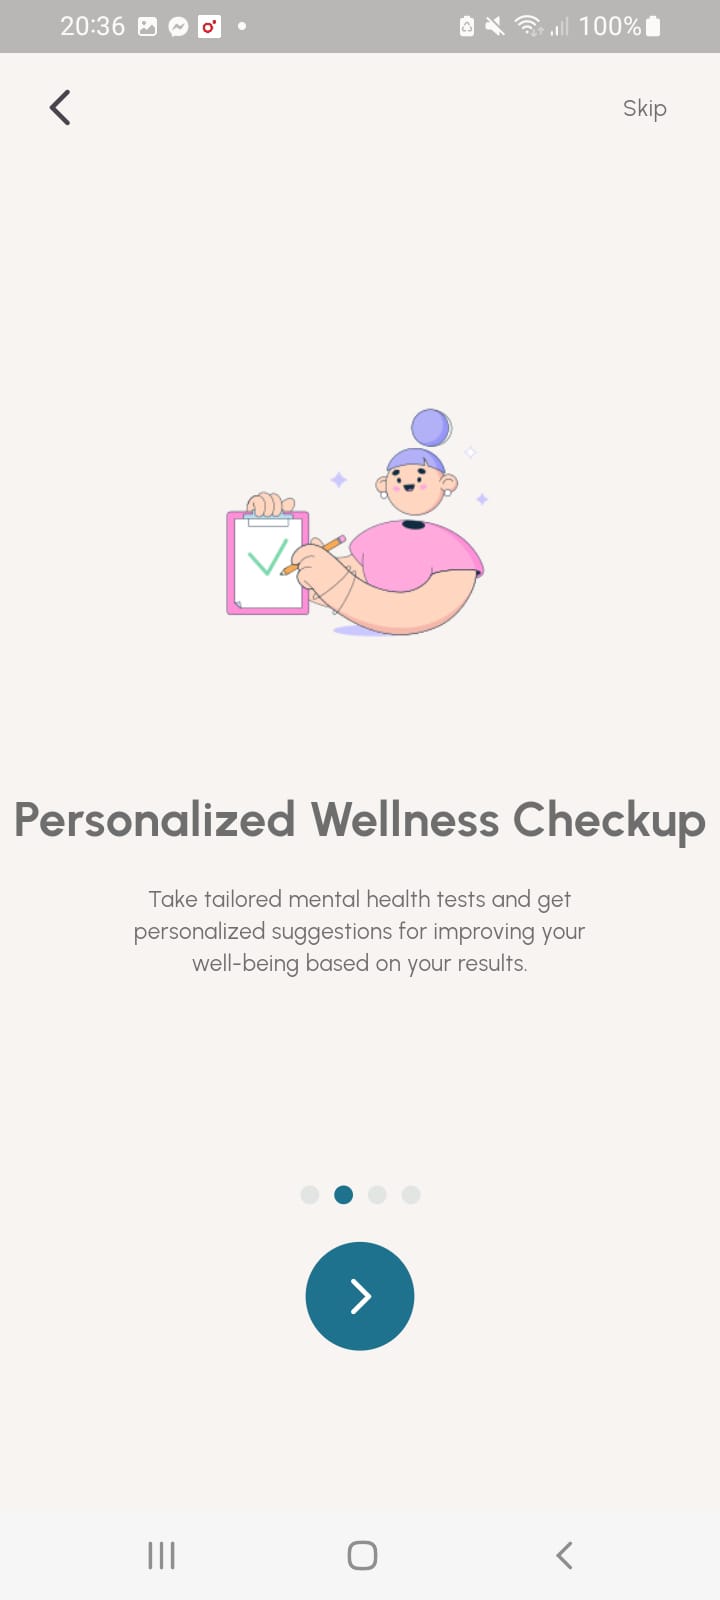 20:36
100%
Skip
Personalized Wellness Checkup
Take tailored mental health tests and get
personalized suggestions for improving your
well-being based on your results.